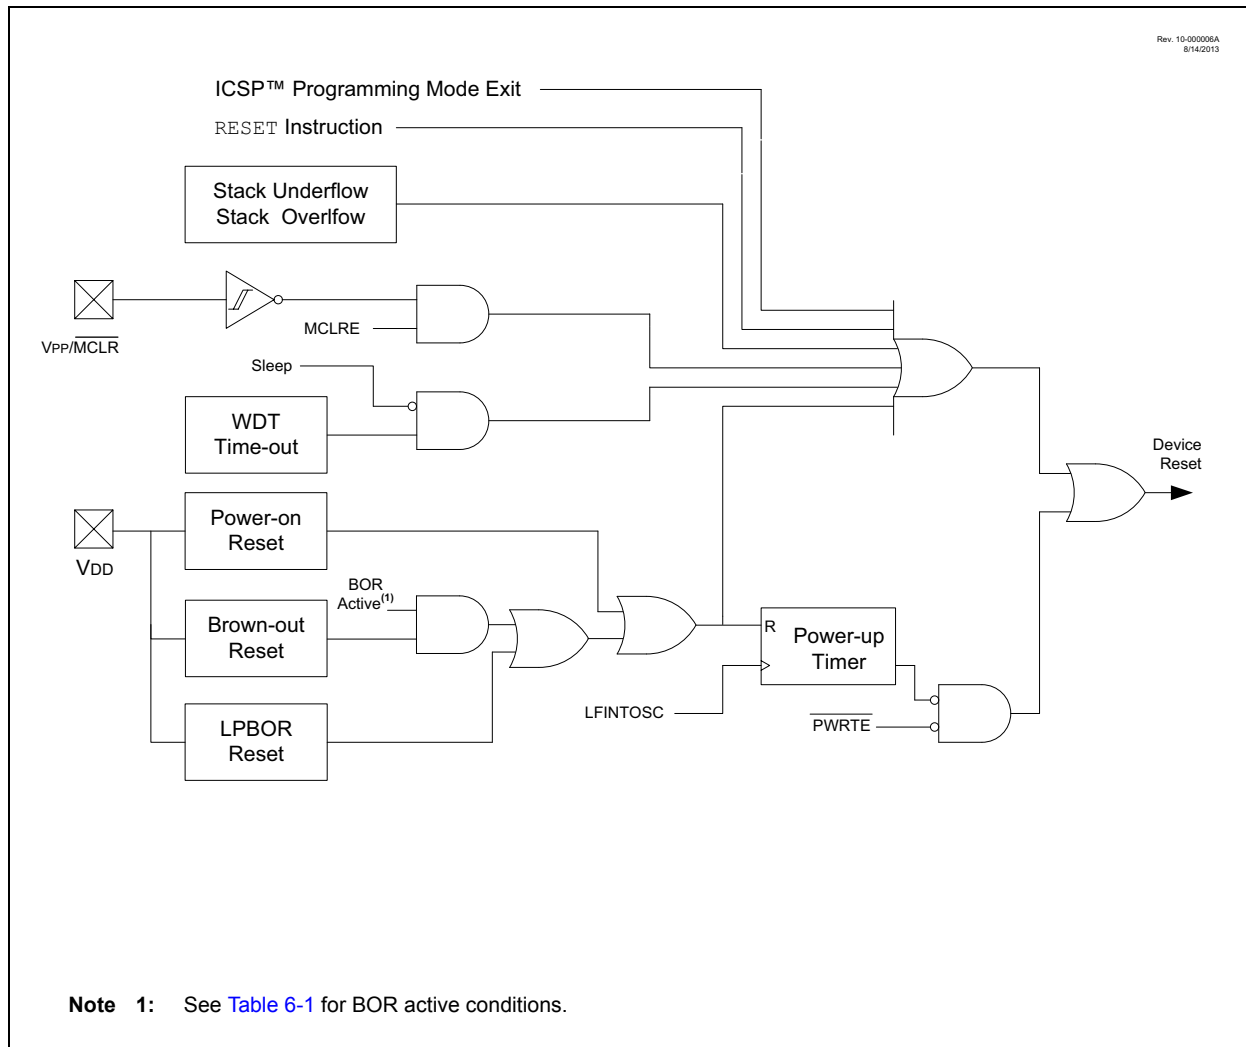 Rev. 10-000006A
8/14/2013
ICSP™ Programming Mode Exit
RESET Instruction
Stack Underflow
Stack Overlfow
VPP/MCLR
MCLRE
Sleep
WDT
Time-out
Device
Reset
VDD
Power-on
Reset
BOR
Active(1)
Brown-out
Reset
R
Power-up
Timer
LFINTOSC
PWRTE
LPBOR
Reset
Note 1: See Table 6-1 for BOR active conditions.